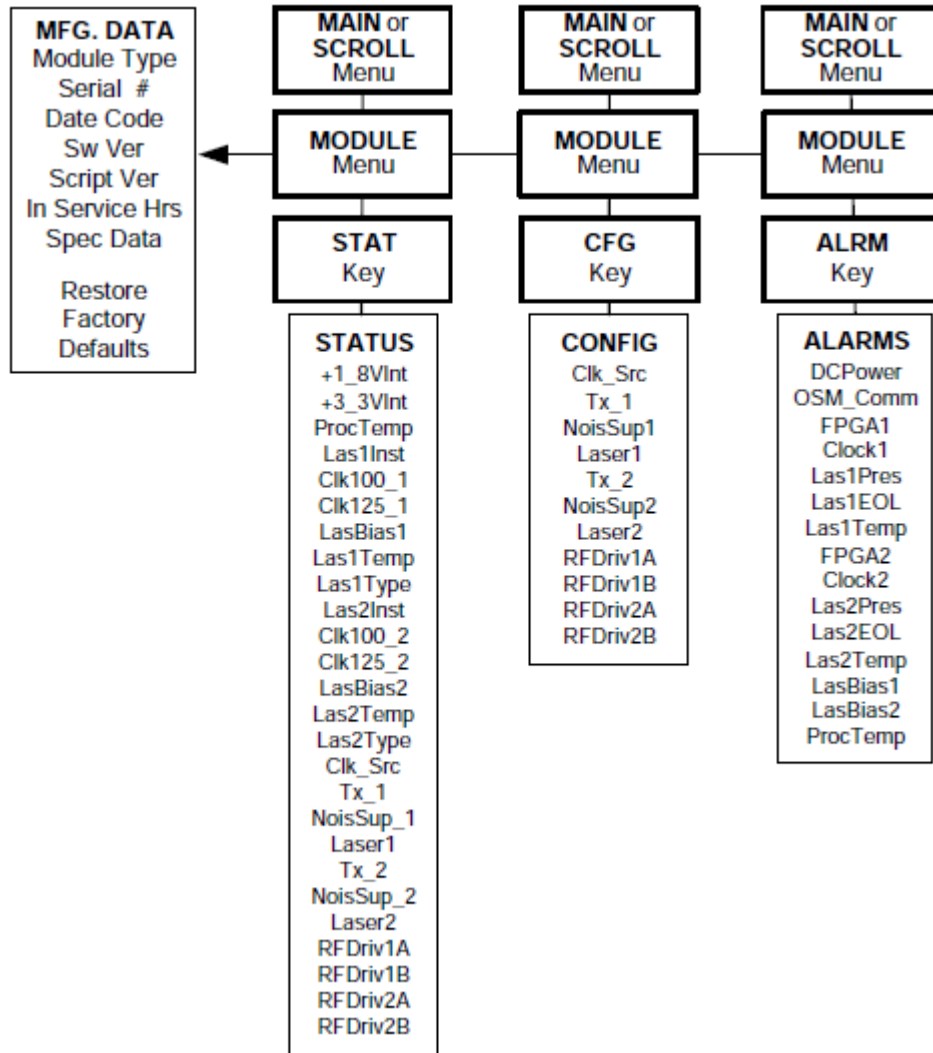 MFG. DATA
Module Type
Serial #
Date Code
Sw Ver
Script Ver
In Service Hrs
Spec Data
Restore
Factory
Defaults
MAIN or
SCROLL
Menu
MODULE
Menu
STAT
Key
STATUS
+1_8VInt
+3_3VInt
ProcTemp
Las1Inst
Clk100_1
Clk125_1
LasBias1
Las1Temp
Las1Type
Las2Inst
Clk100_2
Clk125_2
LasBias2
Las2Temp
Las2Type
Clk_Src
Tx_1
NoisSup_1
Laser1
Tx_2
NoisSup_2
Laser2
RFDriv1A
RFDriv1B
RFDriv2A
RFDriv2B
MAIN or
SCROLL
Menu
MODULE
Menu
CFG
Key
CONFIG
Clk_Src
Tx_1
NoisSup1
Laser1
Tx_2
NoisSup2
Laser2
RFDriv1A
RFDriv1B
RFDriv2A
RFDriv2B
MAIN or
SCROLL
Menu
MODULE
Menu
ALRM
Key
ALARMS
DCPower
OSM_Comm
FPGA1
Clock1
Las1Pres
Las1EOL
Las1Temp
FPGA2
Clock2
Las2Pres
Las2EOL
Las2Temp
LasBias1
LasBias2
ProcTemp